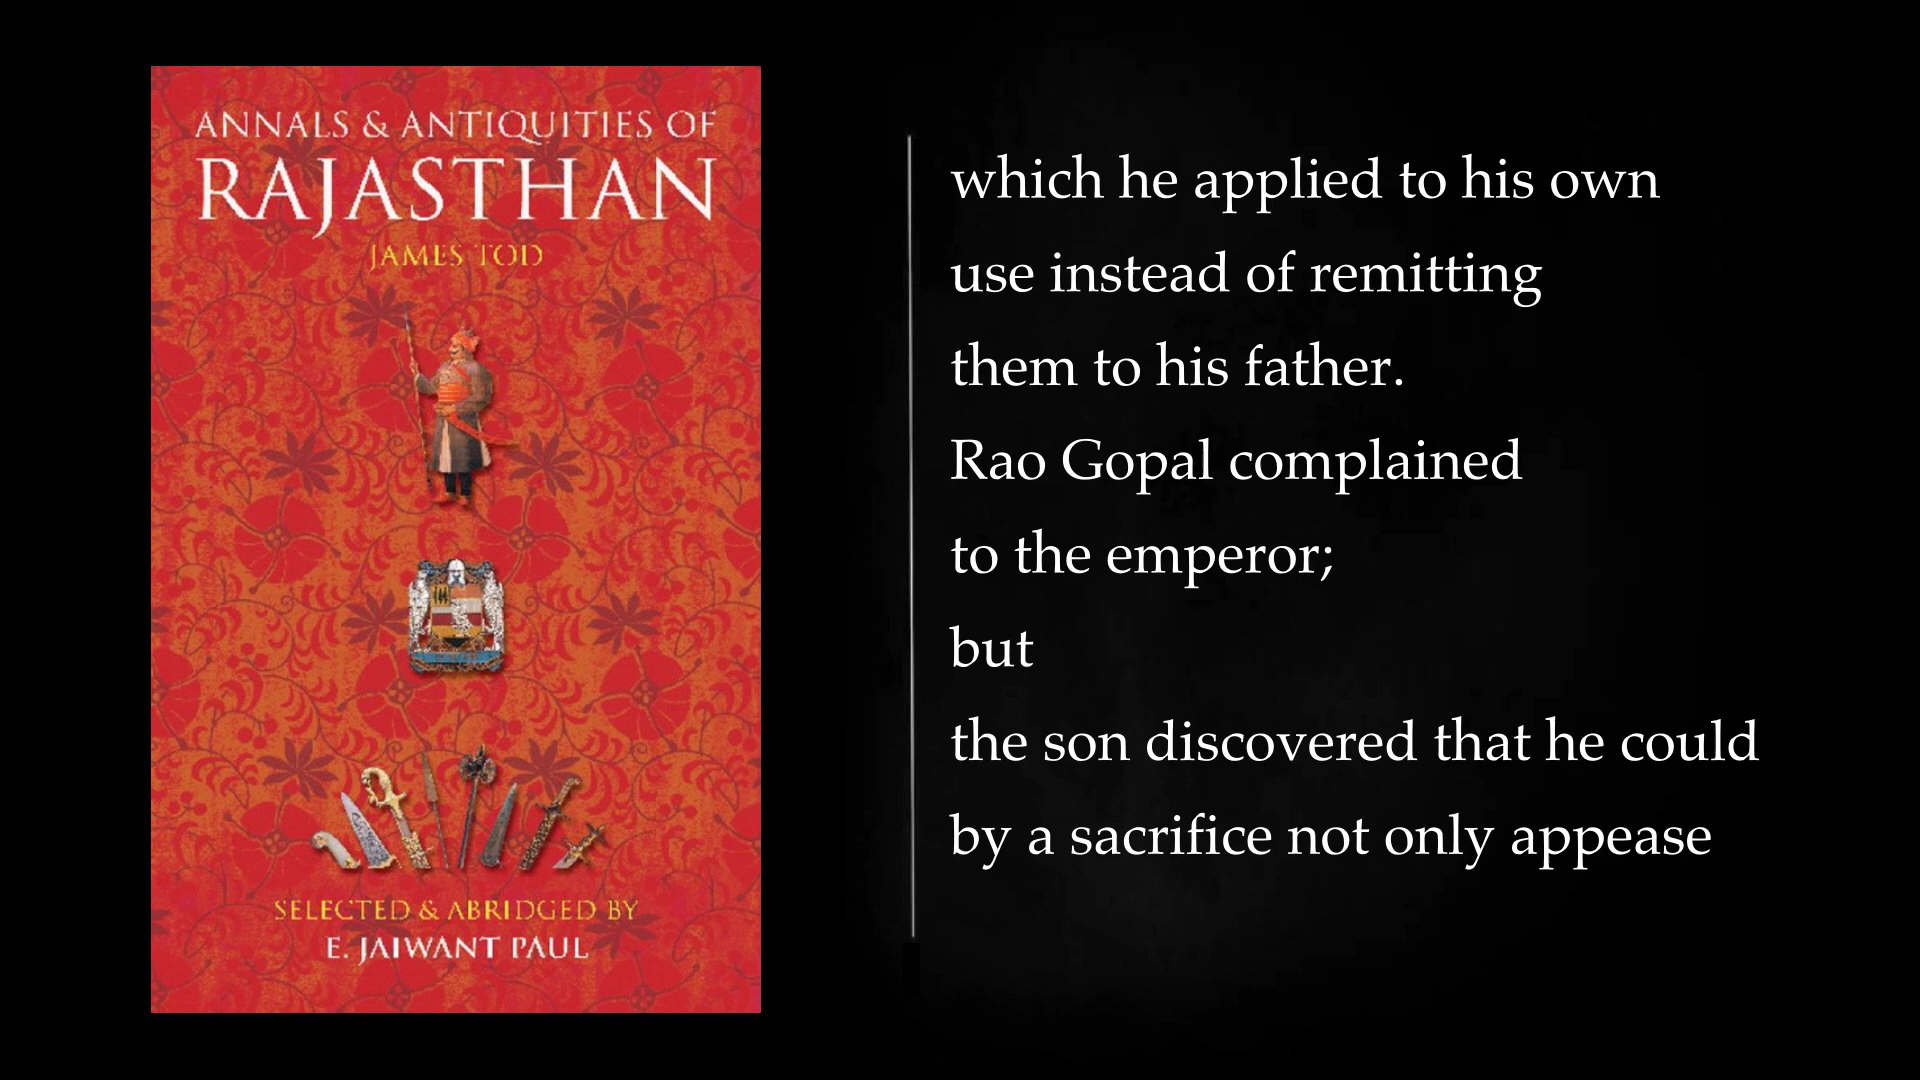 ANNALS & ANTIQUITIES OF
RAJASTHAN
JAMES TOD
SELECTED & ABRIDGED BY
E. JAIWANT PAUL
which he applied to his own
use instead of remitting
them to his father.
Rao Gopal complained
to the emperor;
but
the son discovered that he could
by a sacrifice not only appease